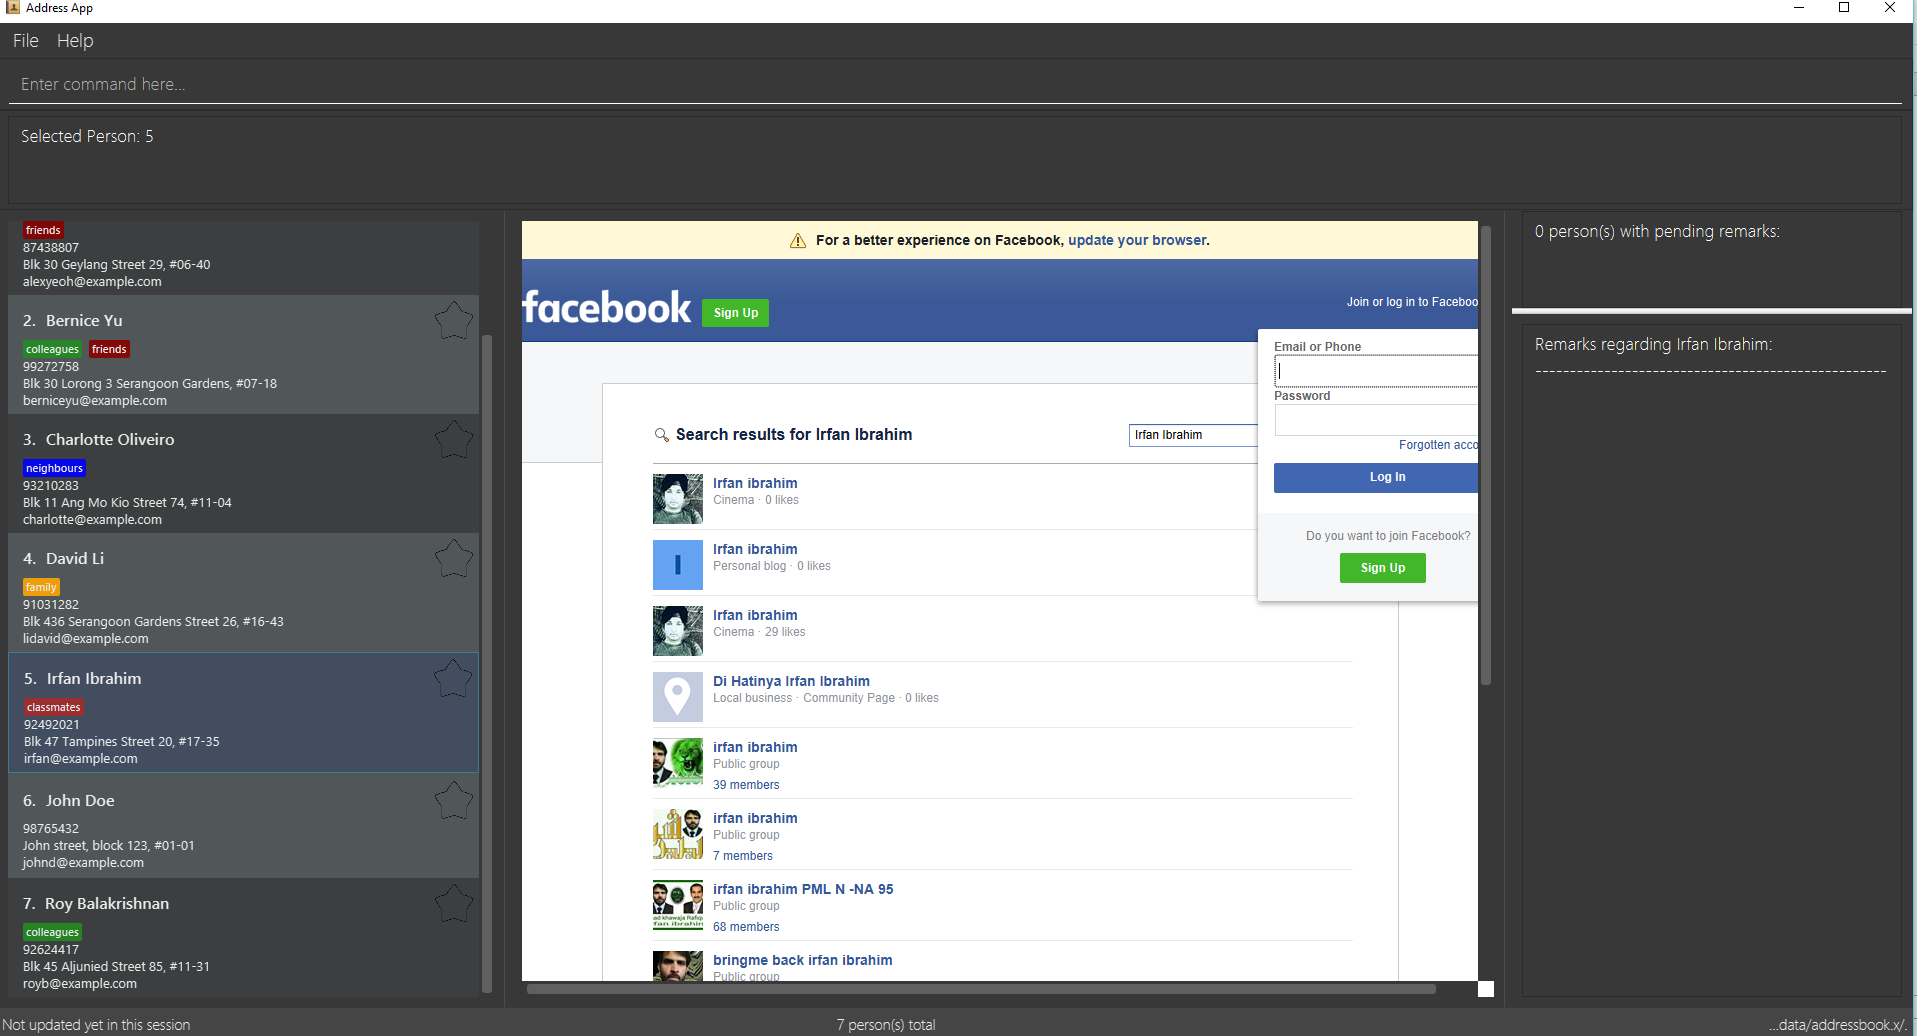 Address App
File Help
Enter command here...
Selected Person: 5
friends
87438807
Blk 30 Geylang Street 29, #06-40
alexyeoh@example.com
2. Bernice Yu
colleagues friends
99272758
Blk 30 Lorong 3 Serangoon Gardens, #07-18
berniceyu@example.com
3. Charlotte Oliveiro
neighbours
93210283
Blk 11 Ang Mo Kio Street 74, #11-04
charlotte@example.com
4. David Li
family
91031282
Blk 436 Serangoon Gardens Street 26, #16-43
lidavid@example.com
5. Irfan Ibrahim
classmates
92492021
Blk 47 Tampines Street 20, #17-35
irfan@example.com
6. John Doe
98765432
John street, block 123, #01-01
johnd@example.com
7. Roy Balakrishnan
colleagues
92624417
Blk 45 Aljunied Street 85, #11-31
royb@example.com
For a better experience on Facebook, update your browser.
facebook
Sign Up
Join or log in to Faceboo
Email or Phone
Password
Forgotten acco
Log In
Do you want to join Facebook?
Sign Up
Search results for Irfan Ibrahim
Irfan Ibrahim
Irfan ibrahim
Cinema · 0 likes
I
Irfan ibrahim
Personal blog · 0 likes
Irfan ibrahim
Cinema · 29 likes
Di Hatinya Irfan Ibrahim
Local business · Community Page · 0 likes
irfan ibrahim
Public group
39 members
irfan ibrahim
Public group
7 members
irfan ibrahim PML N -NA 95
Public group
68 members
bringme back irfan ibrahim
Public group
0 person(s) with pending remarks:
Remarks regarding Irfan Ibrahim:
---------------------------------------------------
Not updated yet in this session
7 person(s) total
...data/addressbook.x/.